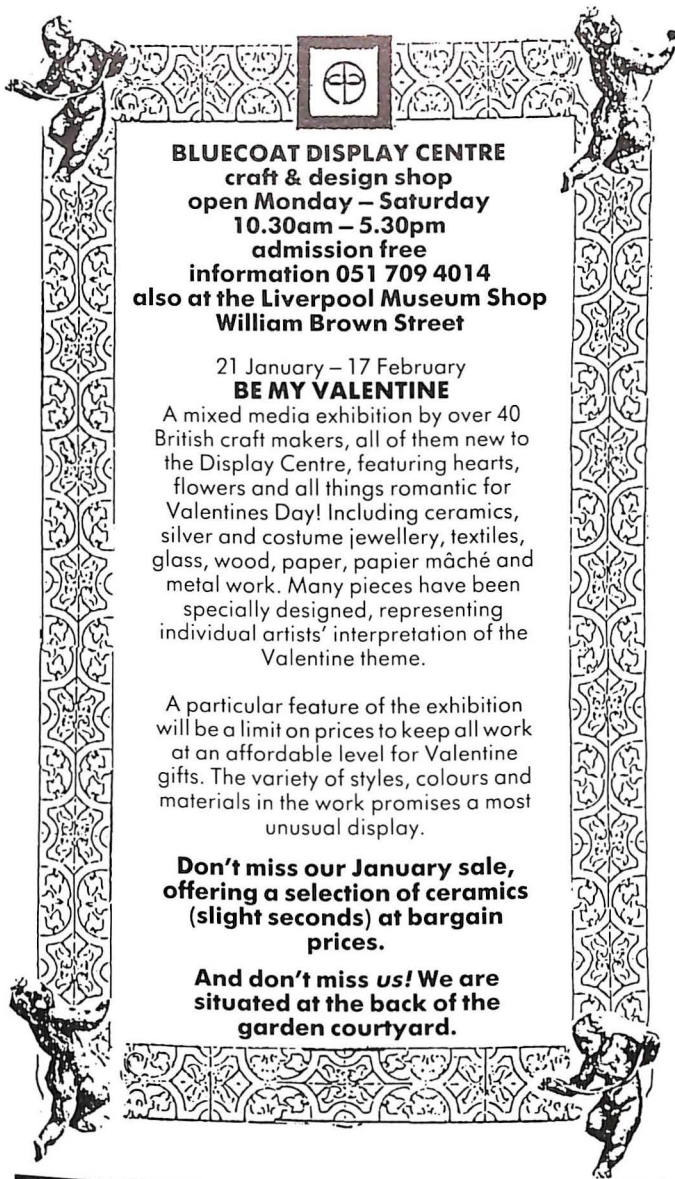 BLUECOAT DISPLAY CENTRE
craft & design shop
open Monday – Saturday
10.30am – 5.30pm
admission free
information 051 709 4014
also at the Liverpool Museum Shop
William Brown Street
21 January – 17 February
BE MY VALENTINE
A mixed media exhibition by over 40
British craft makers, all of them new to
the Display Centre, featuring hearts,
flowers and all things romantic for
Valentines Day! Including ceramics,
silver and costume jewellery, textiles,
glass, wood, paper, papier mâché and
metal work. Many pieces have been
specially designed, representing
individual artists' interpretation of the
Valentine theme.
A particular feature of the exhibition
will be a limit on prices to keep all work
at an affordable level for Valentine
gifts. The variety of styles, colours and
materials in the work promises a most
unusual display.
Don't miss our January sale,
offering a selection of ceramics
(slight seconds) at bargain
prices.
And don't miss us! We are
situated at the back of the
garden courtyard.